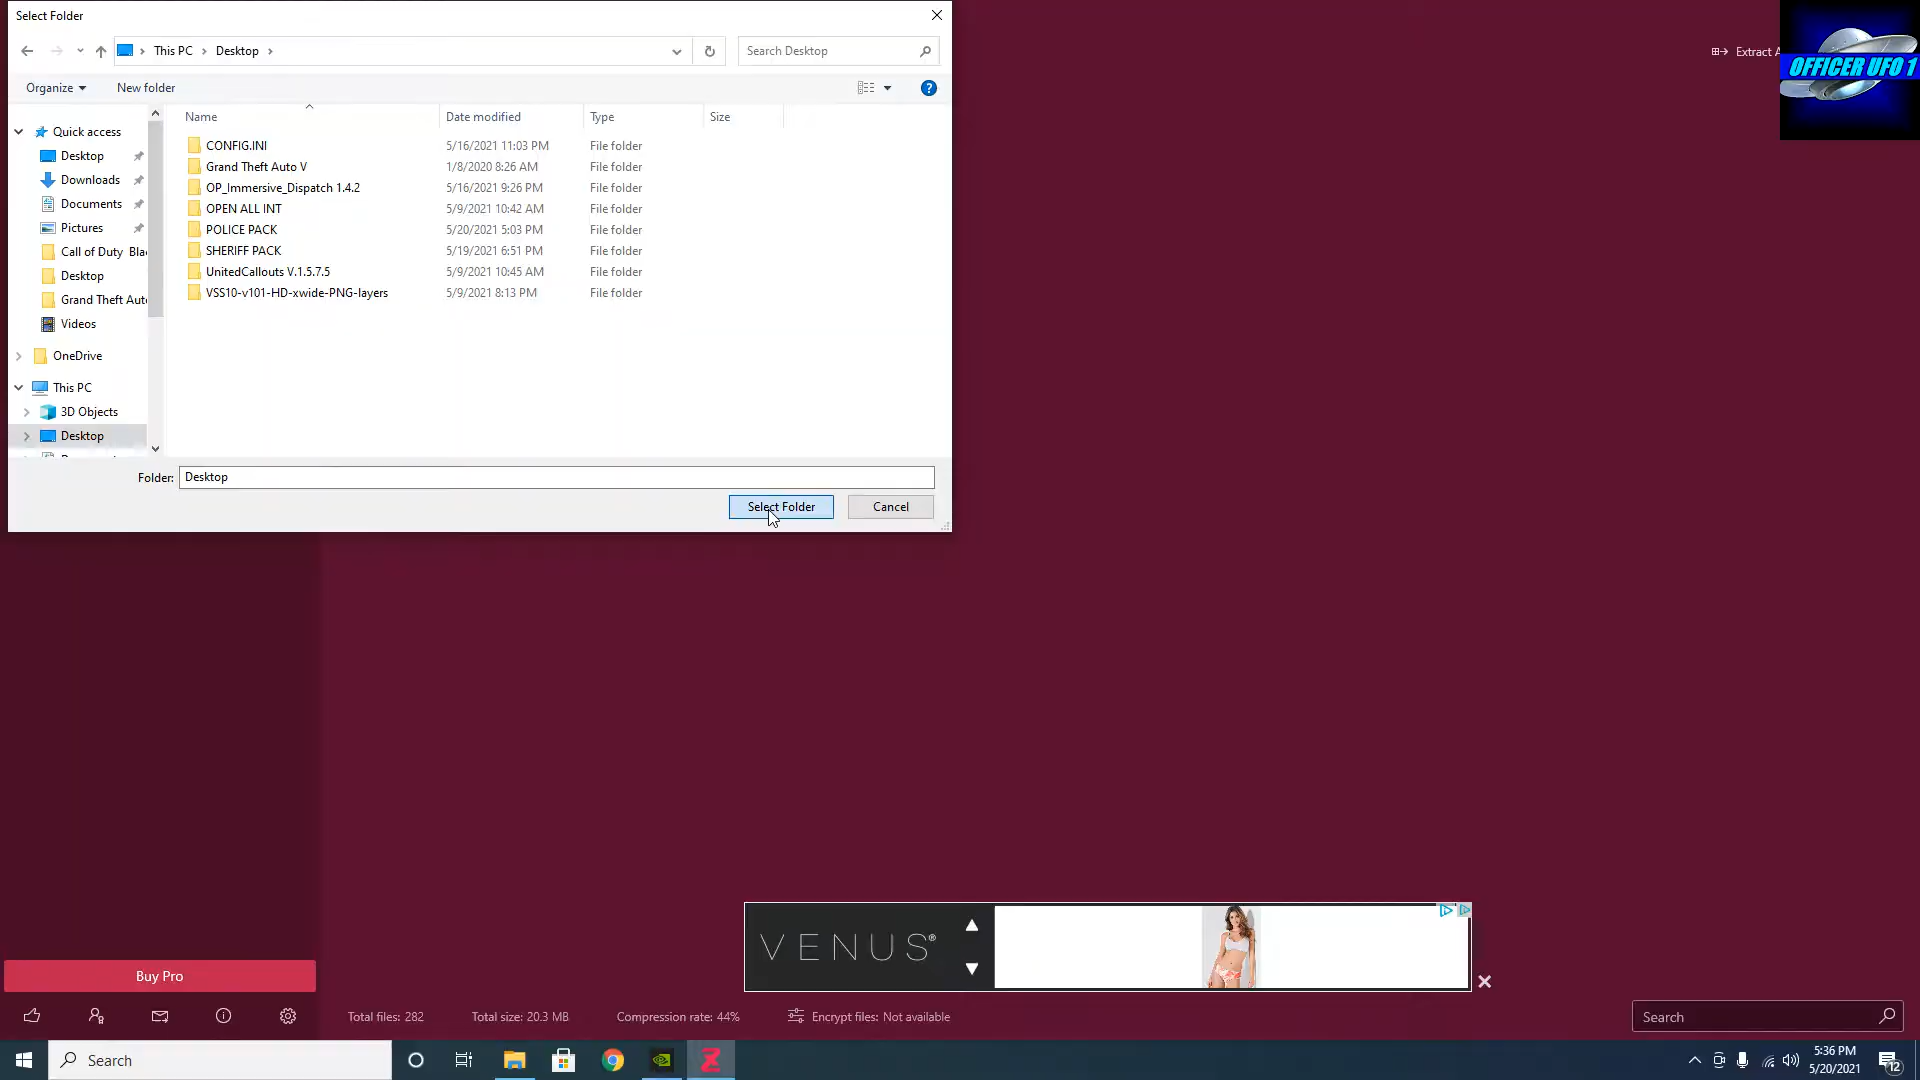 Select Folder
This PC > Desktop >
Search Desktop
Extract A
OFFICER UFO 1
Organize
New folder
Name
Date modified
Type
Size
Quick access
Desktop
Downloads
Documents
Pictures
Call of Duty Bla
Desktop
Grand Theft Aut
Videos
OneDrive
This PC
3D Objects
Desktop
CONFIG.INI 5/16/2021 11:03 PM File folder
Grand Theft Auto V 1/8/2020 8:26 AM File folder
OP_Immersive_Dispatch 1.4.2 5/16/2021 9:26 PM File folder
OPEN ALL INT 5/9/2021 10:42 AM File folder
POLICE PACK 5/20/2021 5:03 PM File folder
SHERIFF PACK 5/19/2021 6:51 PM File folder
UnitedCallouts V.1.5.7.5 5/9/2021 10:45 AM File folder
VSS10-v101-HD-xwide-PNG-layers 5/9/2021 8:13 PM File folder
Folder: Desktop
Select Folder
Cancel
VENUS®
Buy Pro
Total files: 282
Total size: 20.3 MB
Compression rate: 44%
Encrypt files: Not available
Search
Search
5:36 PM
5/20/2021
12